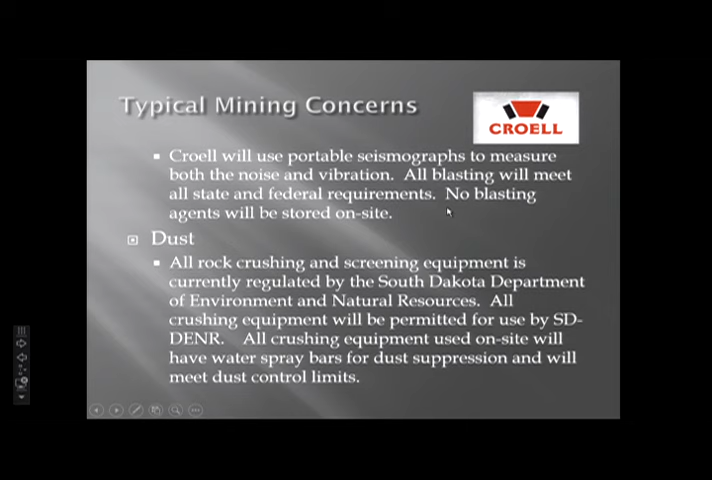 Typical Mining Concerns
CROELL
Croell will use portable seismographs to measure
both the noise and vibration.  All blasting will meet
all state and federal requirements.  No blasting
agents will be stored on-site.
Dust
All rock crushing and screening equipment is
currently regulated by the South Dakota Department
of Environment and Natural Resources.  All
crushing equipment will be permitted for use by SD-
DENR.   All crushing equipment used on-site will
have water spray bars for dust suppression and will
meet dust control limits.